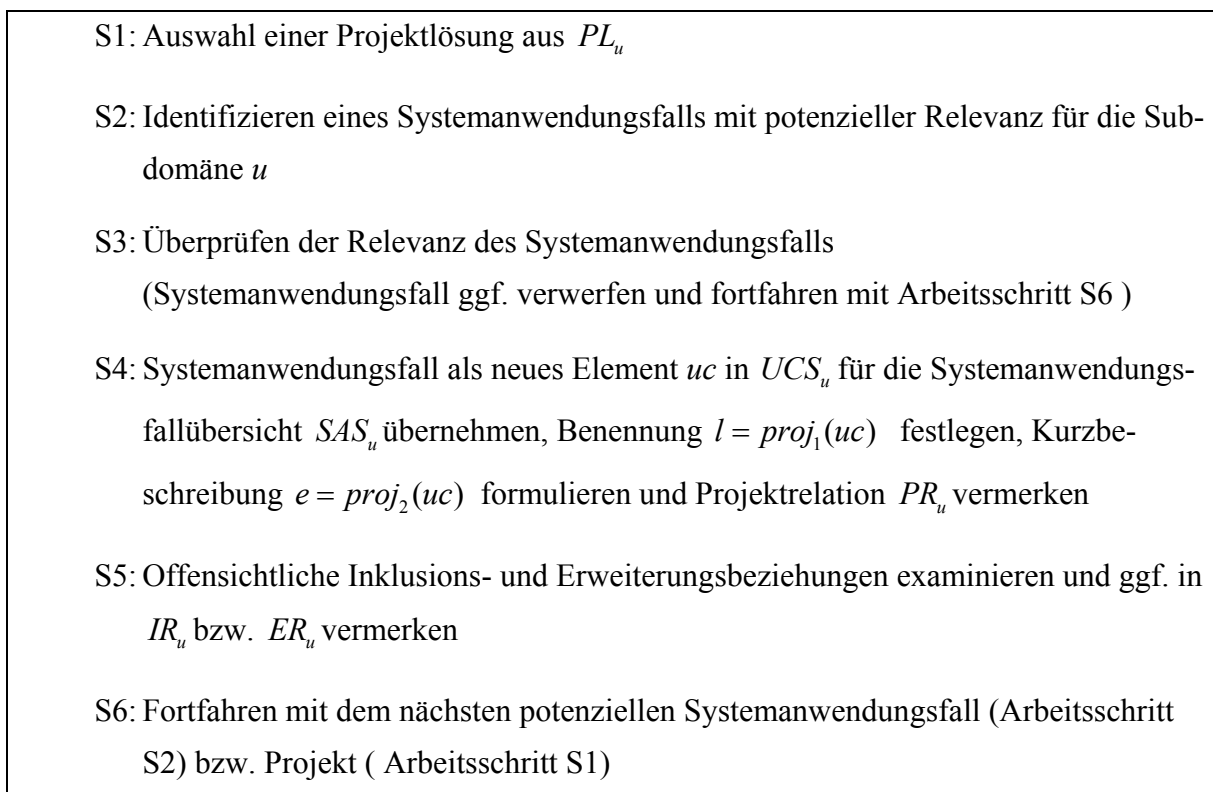 S1: Auswahl einer Projektlösung aus PL_u
S2: Identifizieren eines Systemanwendungsfalls mit potenzieller Relevanz für die Sub-
domäne u
S3: Überprüfen der Relevanz des Systemanwendungsfalls
(Systemanwendungsfall ggf. verwerfen und fortfahren mit Arbeitsschritt S6 )
S4: Systemanwendungsfall als neues Element uc in UCS_u für die Systemanwendungs-
fallübersicht SAS_u übernehmen, Benennung l = proj_1(uc) festlegen, Kurzbe-
schreibung e = proj_2(uc) formulieren und Projektrelation PR_u vermerken
S5: Offensichtliche Inklusions- und Erweiterungsbeziehungen examinieren und ggf. in
IR_u bzw. ER_u vermerken
S6: Fortfahren mit dem nächsten potenziellen Systemanwendungsfall (Arbeitsschritt
S2) bzw. Projekt ( Arbeitsschritt S1)